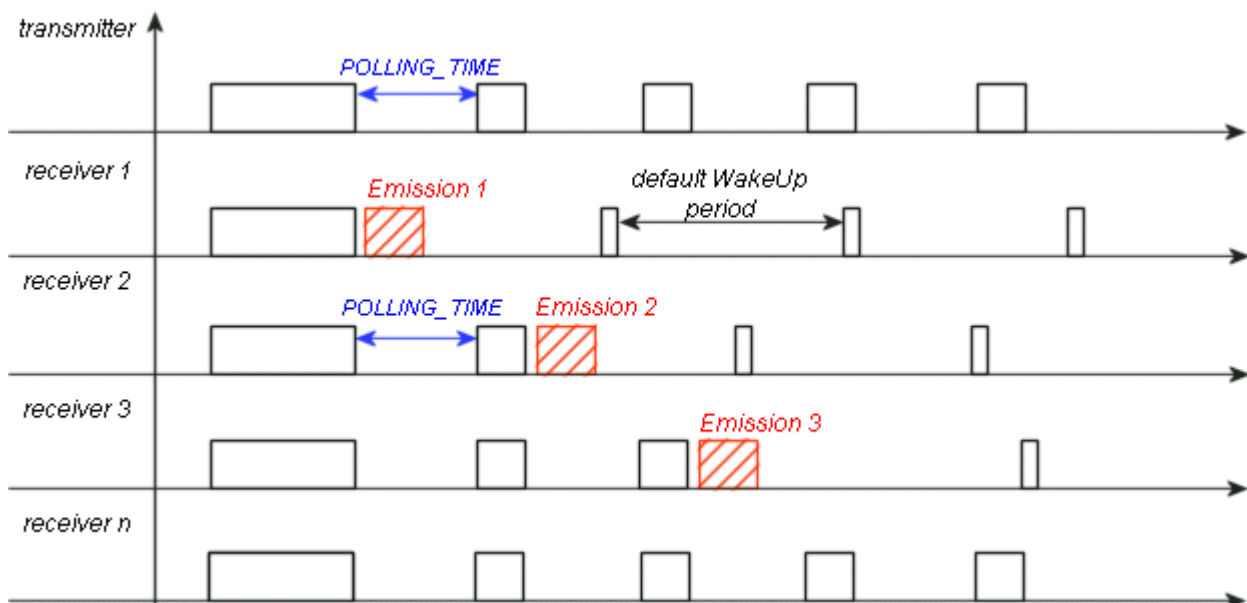 transmitter
POLLING_TIME
receiver 1
Emission 1
default WakeUp
period
receiver 2
POLLING_TIME
Emission 2
receiver 3
Emission 3
receiver n